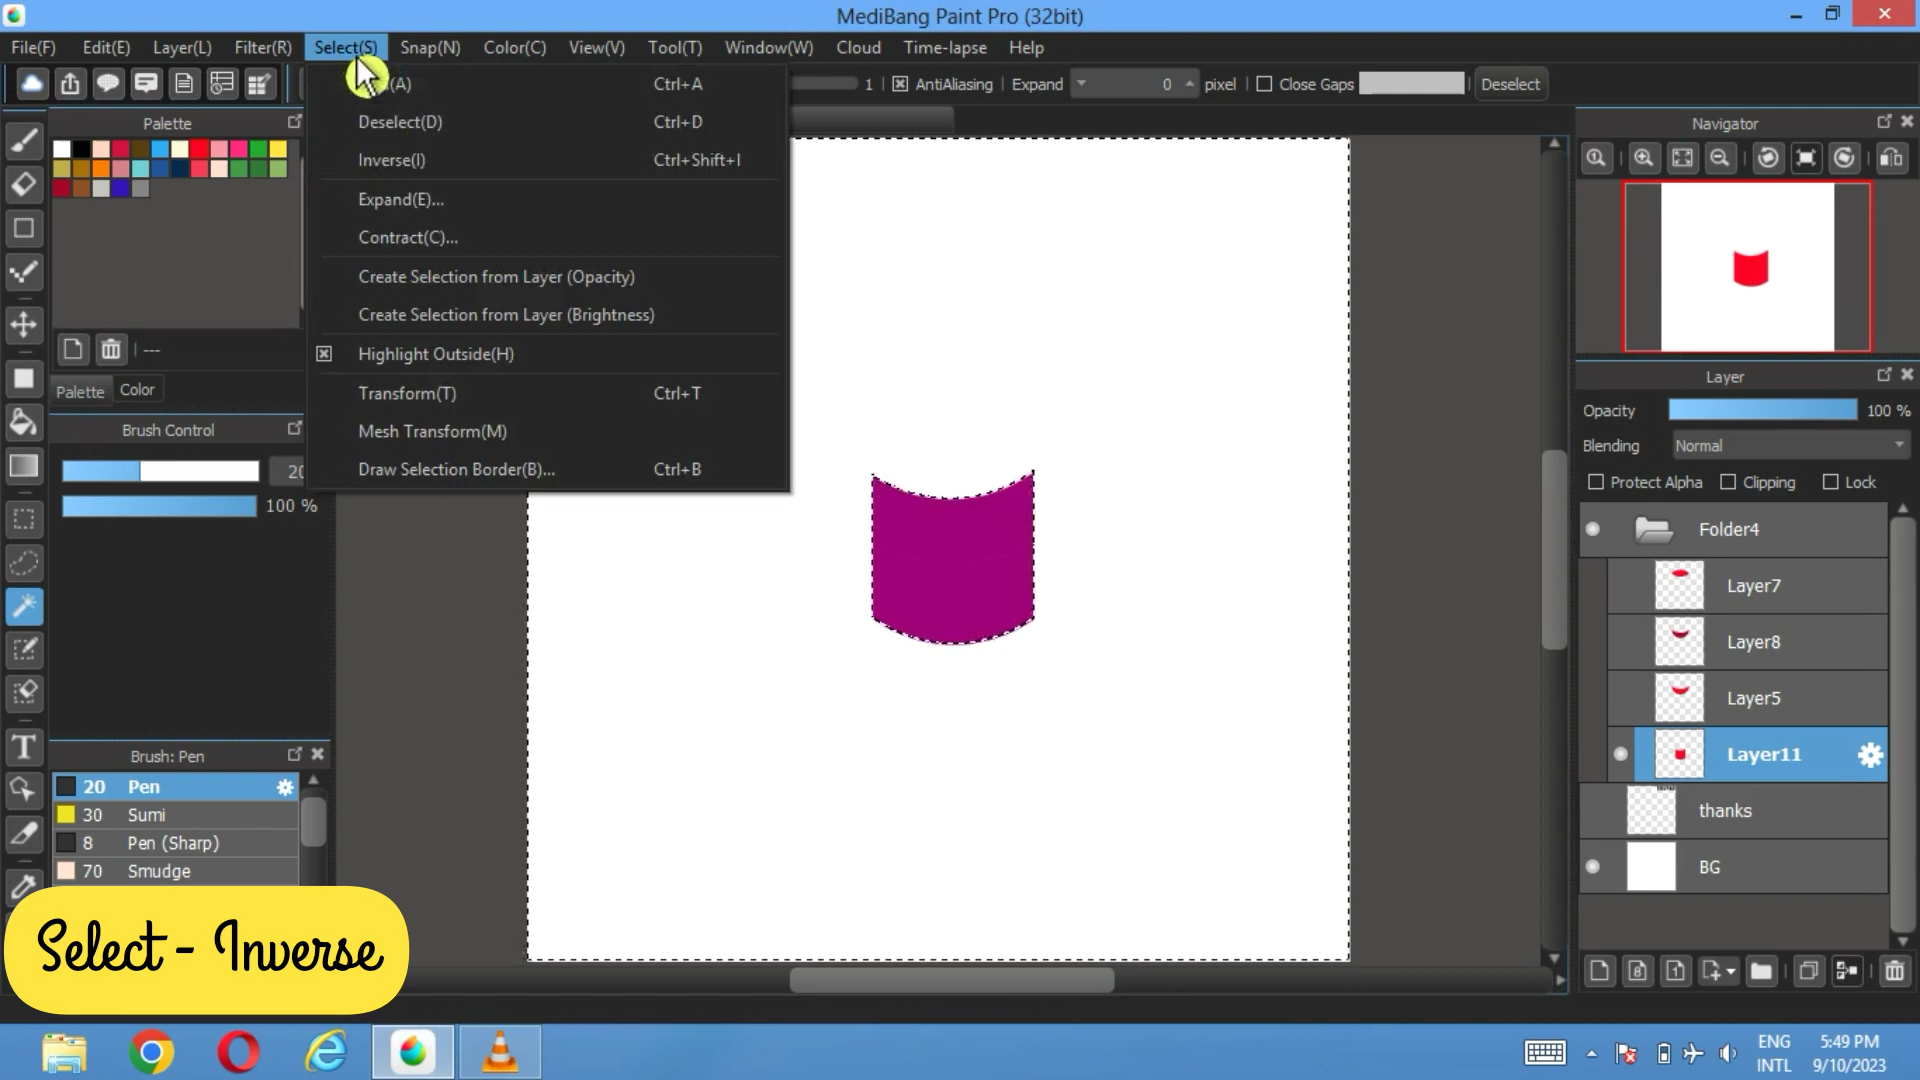 MediBang Paint Pro (32bit)
File(F) Edit(E) Layer(L) Filter(R) Select(S) Snap(N) Color(C) View(V) Tool(T) Window(W) Cloud Time-lapse Help
(A) Ctrl+A
1 AntiAliasing Expand 0 pixel Close Gaps Deselect
Palette
Deselect(D) Ctrl+D
Inverse(I) Ctrl+Shift+I
Expand(E)...
Contract(C)...
Create Selection from Layer (Opacity)
Create Selection from Layer (Brightness)
Highlight Outside(H)
Transform(T) Ctrl+T
Mesh Transform(M)
Draw Selection Border(B)... Ctrl+B
---
Palette Color
Brush Control
20
100 %
Brush: Pen
20 Pen
30 Sumi
8 Pen (Sharp)
70 Smudge
Select - Inverse
Navigator
Layer
Opacity 100 %
Blending Normal
Protect Alpha Clipping Lock
Folder4
Layer7
Layer8
Layer5
Layer11
thanks
BG
8 1
ENG 5:49 PM
INTL 9/10/2023